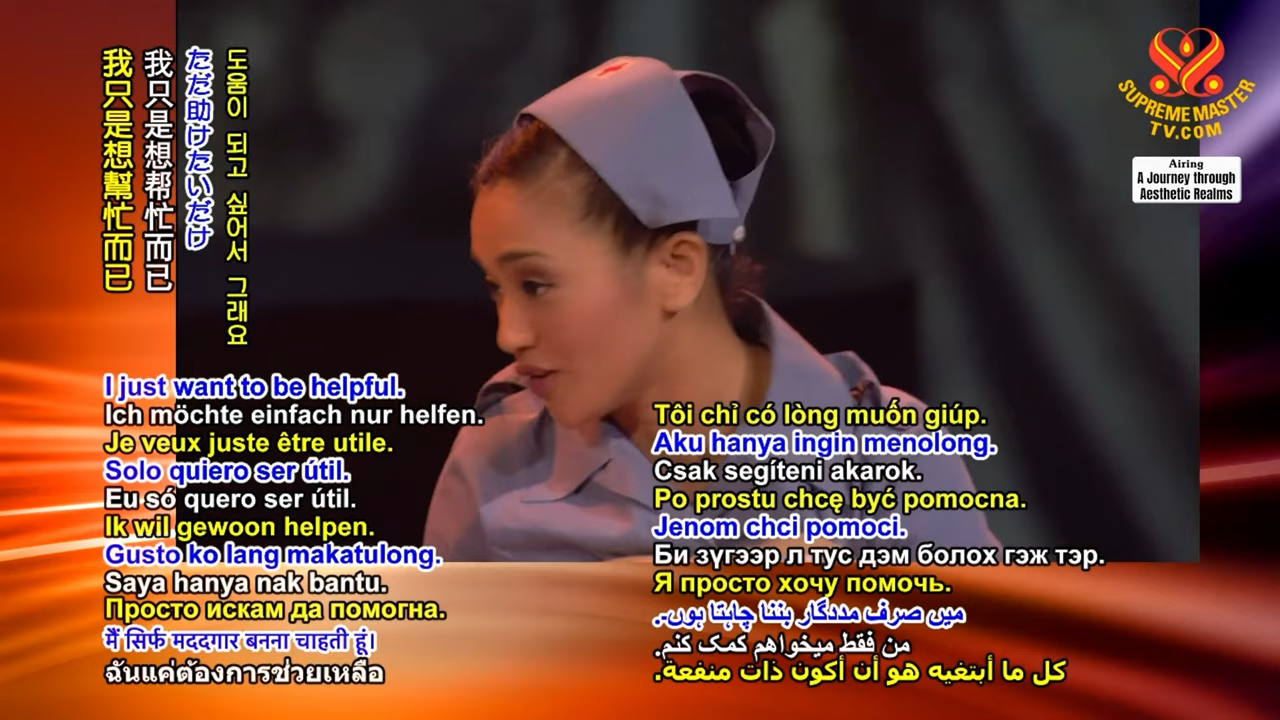 我只是想幫忙而已
我只是想帮忙而已
ただ助けたいだけ
도움이 되고 싶어서 그래요
SUPREME MASTER
TV.COM
Airing
A Journey through
Aesthetic Realms
I just want to be helpful.
Ich möchte einfach nur helfen.
Je veux juste être utile.
Solo quiero ser útil.
Eu só quero ser útil.
Ik wil gewoon helpen.
Gusto ko lang makatulong.
Saya hanya nak bantu.
Просто искам да помогна.
मैं सिर्फ मददगार बनना चाहती हूं।
ฉันแค่ต้องการช่วยเหลือ
Tôi chỉ có lòng muốn giúp.
Aku hanya ingin menolong.
Csak segíteni akarok.
Po prostu chcę być pomocna.
Jenom chci pomoci.
Би зүгээр л тус дэм болох гэж тэр.
Я просто хочу помочь.
میں صرف مددگار بننا چاہتا ہوں۔.
من فقط میخواهم کمک کنم.
كل ما أبتغيه هو أن أكون ذات منفعة.